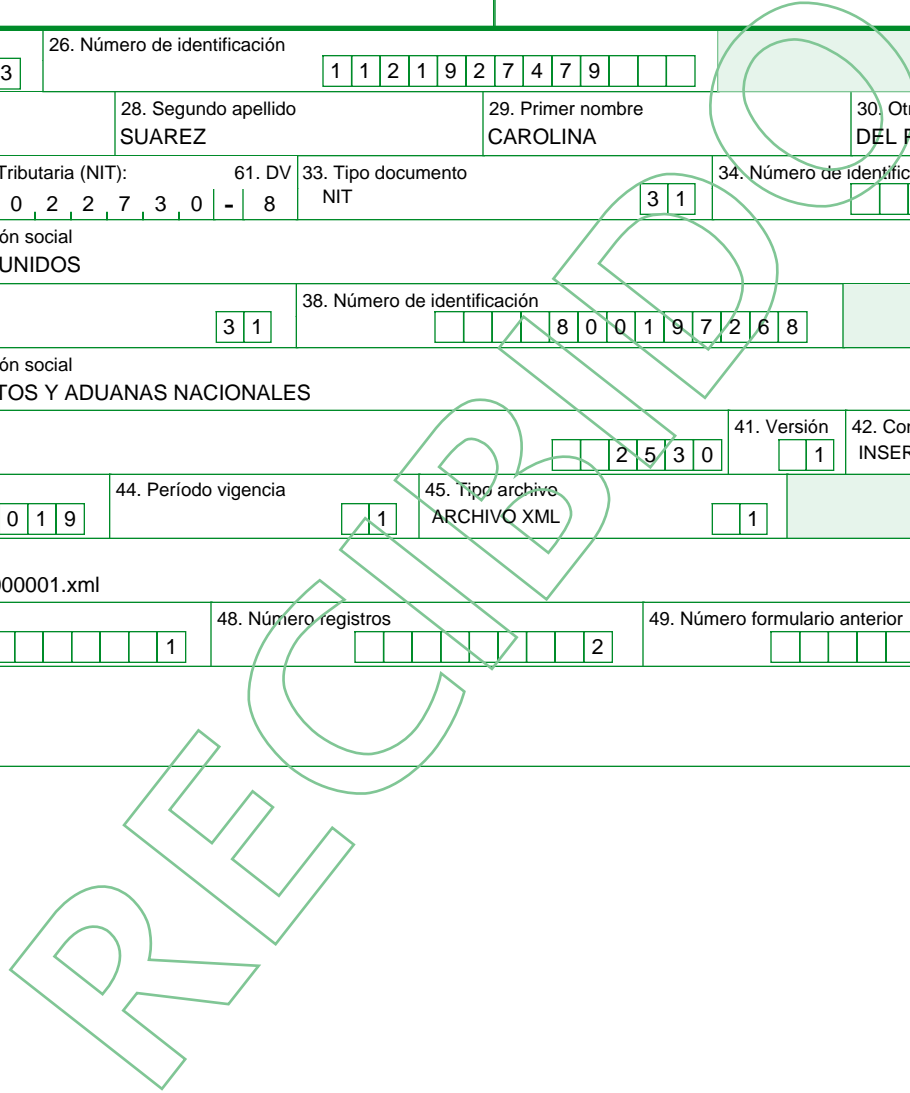 26. Número de identificación
3 1 1 2 1 9 2 7 4 7 9
28. Segundo apellido 29. Primer nombre 30. Otr
SUAREZ CAROLINA DEL
Tributaria (NIT): 61. DV 33. Tipo documento 34. Número de identific
0 2 2 7 3 0 - 8 NIT 3 1
ón social
UNIDOS
38. Número de identificación
3 1 8 0 0 1 9 7 2 6 8
ón social
TOS Y ADUANAS NACIONALES
41. Versión 42. Con
2 5 3 0 1 INSER
44. Período vigencia 45. Tipo archivo
0 1 9 1 ARCHIVO XML 1
000001.xml
48. Número registros 49. Número formulario anterior
1 2
RECIBIDO